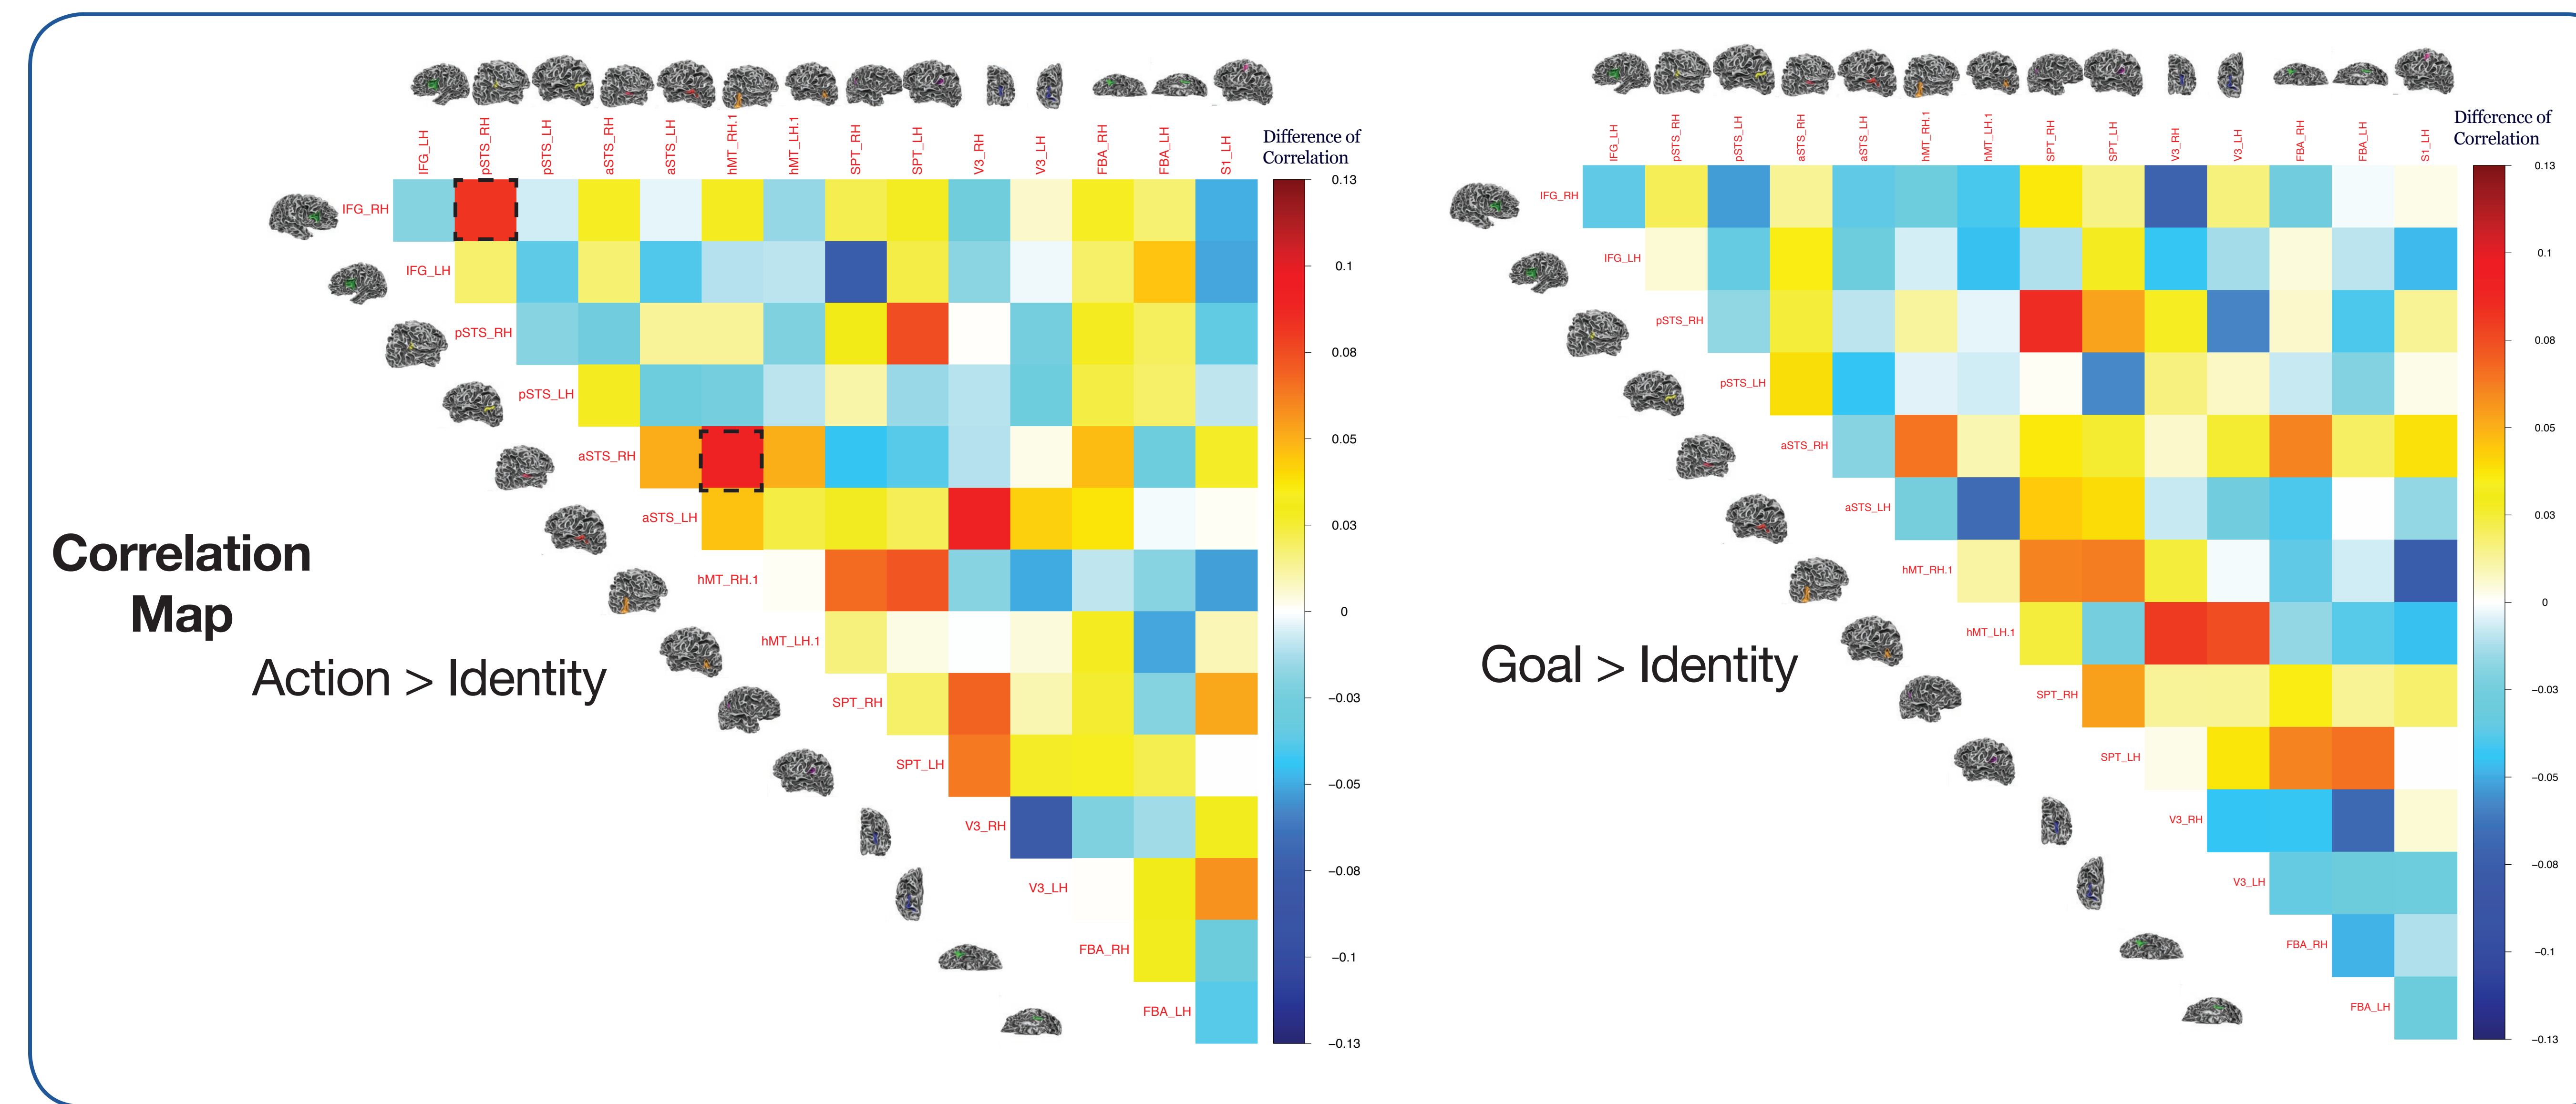 IFG_LH
pSTS_RH
pSTS_LH
aSTS_RH
aSTS_LH
hMT_RH.1
hMT_LH.1
SPT_RH
SPT_LH
V3_RH
V3_LH
FBA_RH
FBA_LH
S1_LH
Difference of
Correlation
IFG_RH
IFG_LH
pSTS_RH
pSTS_LH
aSTS_RH
aSTS_LH
hMT_RH.1
hMT_LH.1
SPT_RH
SPT_LH
V3_RH
V3_LH
FBA_RH
FBA_LH
0.13
0.1
0.08
0.05
0.03
0
−0.03
−0.05
−0.08
−0.1
−0.13
Correlation
Map
Action > Identity
IFG_LH
pSTS_RH
pSTS_LH
aSTS_RH
aSTS_LH
hMT_RH.1
hMT_LH.1
SPT_RH
SPT_LH
V3_RH
V3_LH
FBA_RH
FBA_LH
S1_LH
Difference of
Correlation
IFG_RH
IFG_LH
pSTS_RH
pSTS_LH
aSTS_RH
aSTS_LH
hMT_RH.1
hMT_LH.1
SPT_RH
SPT_LH
V3_RH
V3_LH
FBA_RH
FBA_LH
0.13
0.1
0.08
0.05
0.03
0
−0.03
−0.05
−0.08
−0.1
−0.13
Goal > Identity